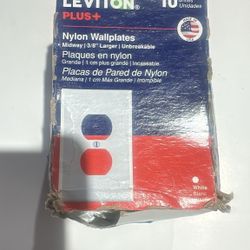 LEVITON®
10
Unidades
PLUS+
Nylon Wallplates
Midway | 3/8" Larger | Unbreakable
Plaques en nylon
Grande | 1 cm plus grande | Incassable
Placas de Pared de Nylon
Mediana | 1 cm Más Grande | Irrompible
White
Blanc